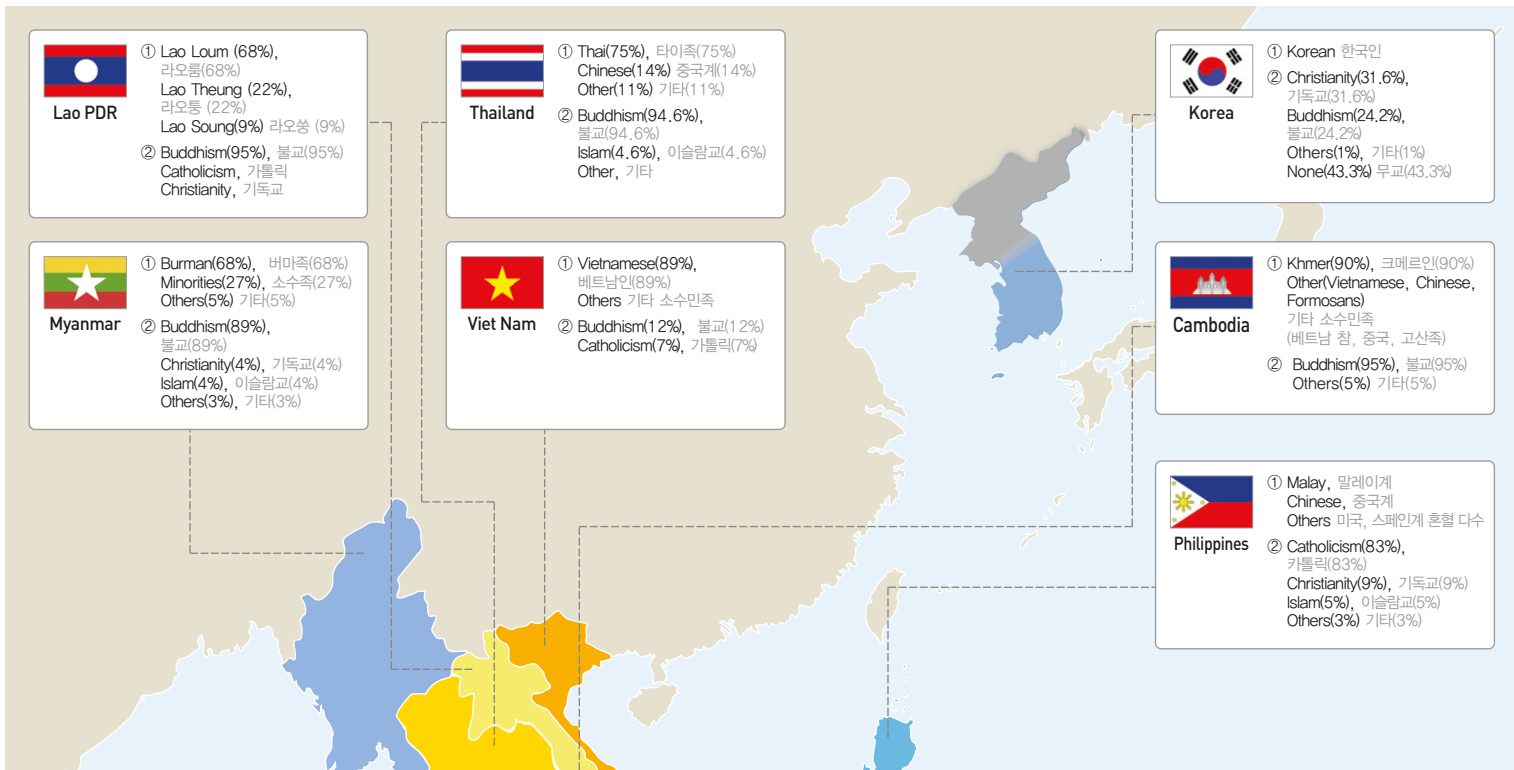 Lao PDR
① Lao Loum (68%),
라오룸(68%)
Lao Theung (22%),
라오퉁 (22%)
Lao Soung(9%) 라오쑹 (9%)
② Buddhism(95%), 불교(95%)
Catholicism, 가톨릭
Christianity, 기독교
Thailand
① Thai(75%), 타이족(75%)
Chinese(14%) 중국계(14%)
Other(11%) 기타(11%)
② Buddhism(94.6%),
불교(94.6%)
Islam(4.6%), 이슬람교(4.6%)
Other, 기타
Korea
① Korean 한국인
② Christianity(31.6%),
기독교(31.6%)
Buddhism(24.2%),
불교(24.2%)
Others(1%), 기타(1%)
None(43.3%) 무교(43.3%)
Myanmar
① Burman(68%), 버마족(68%)
Minorities(27%), 소수족(27%)
Others(5%) 기타(5%)
② Buddhism(89%),
불교(89%)
Christianity(4%), 기독교(4%)
Islam(4%), 이슬람교(4%)
Others(3%), 기타(3%)
Viet Nam
① Vietnamese(89%),
베트남인(89%)
Others 기타 소수민족
② Buddhism(12%), 불교(12%)
Catholicism(7%), 가톨릭(7%)
Cambodia
① Khmer(90%), 크메르인(90%)
Other(Vietnamese, Chinese,
Formosans)
기타 소수민족
(베트남 참, 중국, 고산족)
② Buddhism(95%), 불교(95%)
Others(5%) 기타(5%)
Philippines
① Malay, 말레이계
Chinese, 중국계
Others 미국, 스페인계 혼혈 다수
② Catholicism(83%),
카톨릭(83%)
Christianity(9%), 기독교(9%)
Islam(5%), 이슬람교(5%)
Others(3%) 기타(3%)